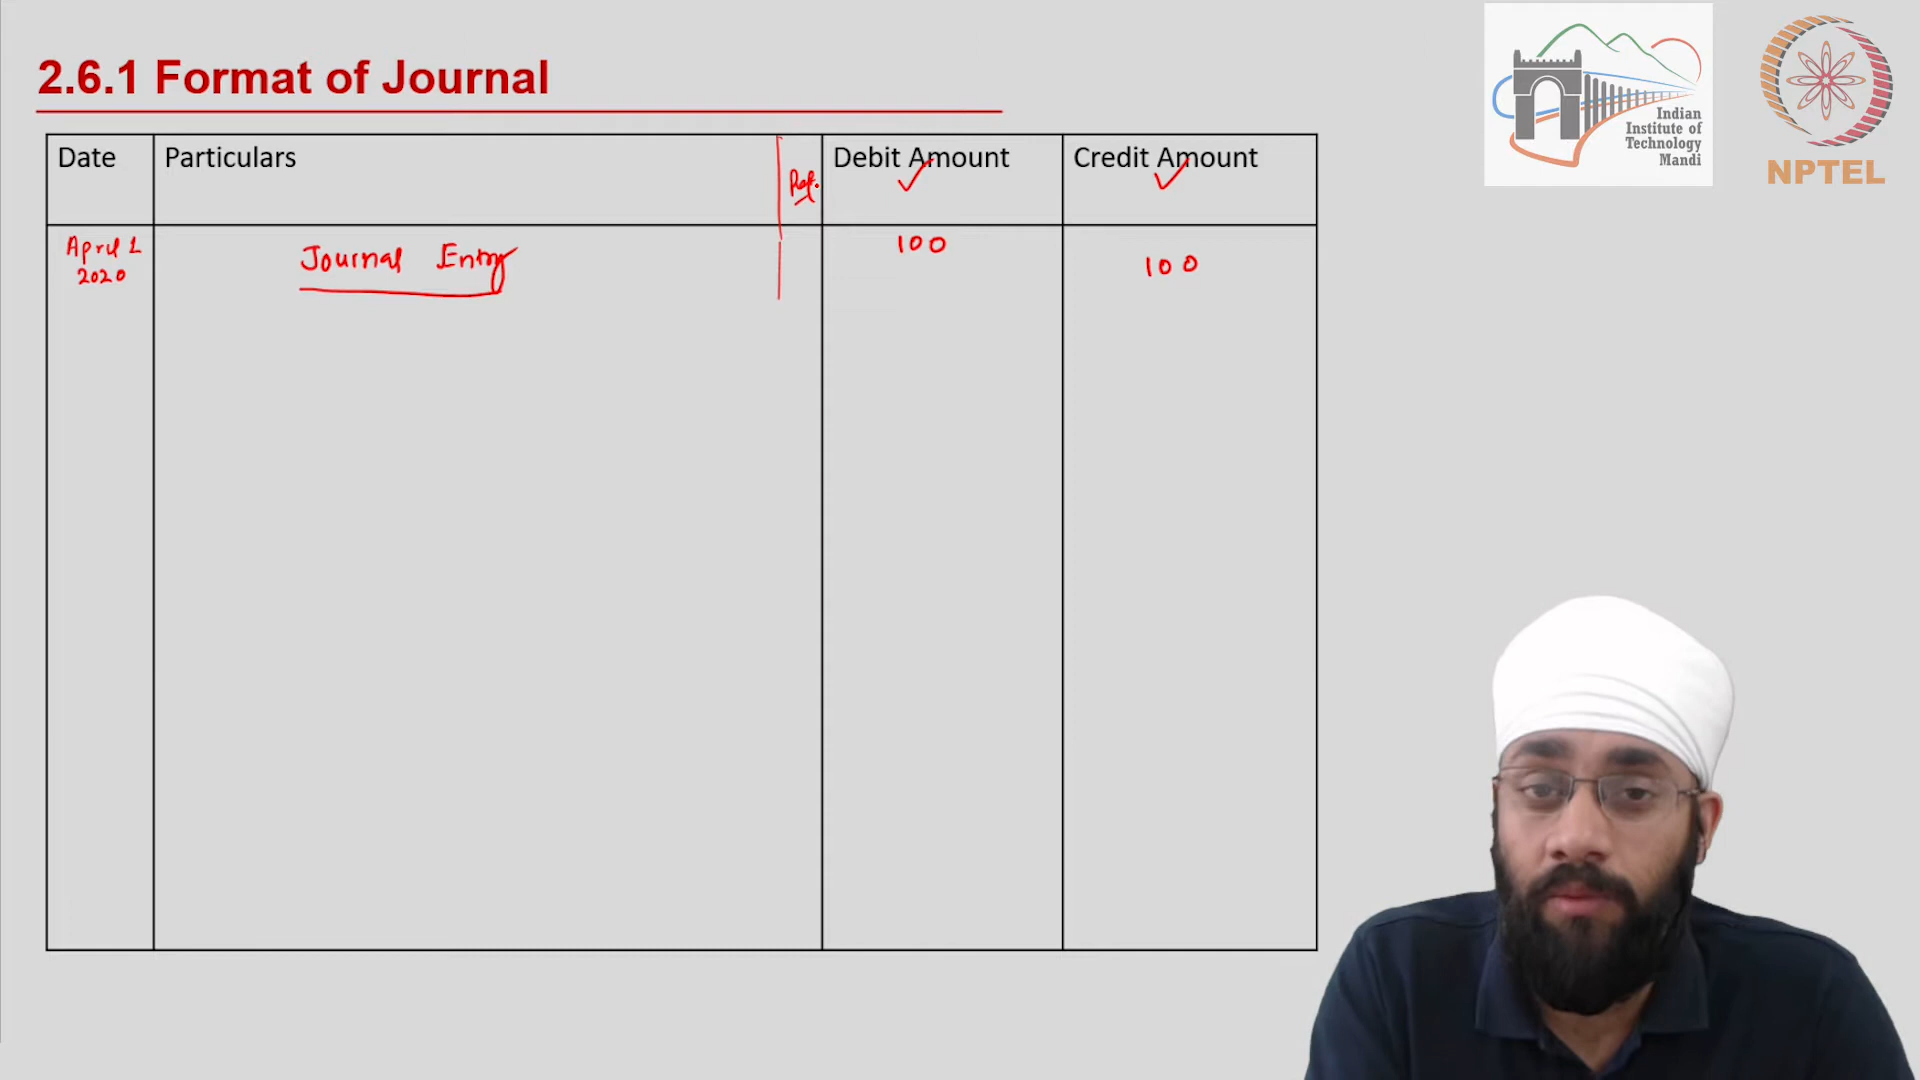 2.6.1 Format of Journal
Indian
Institute of
Technology
Mandi
NPTEL
Date Particulars Ref. Debit Amount Credit Amount
April 1
2020
Journal Entry
100
100